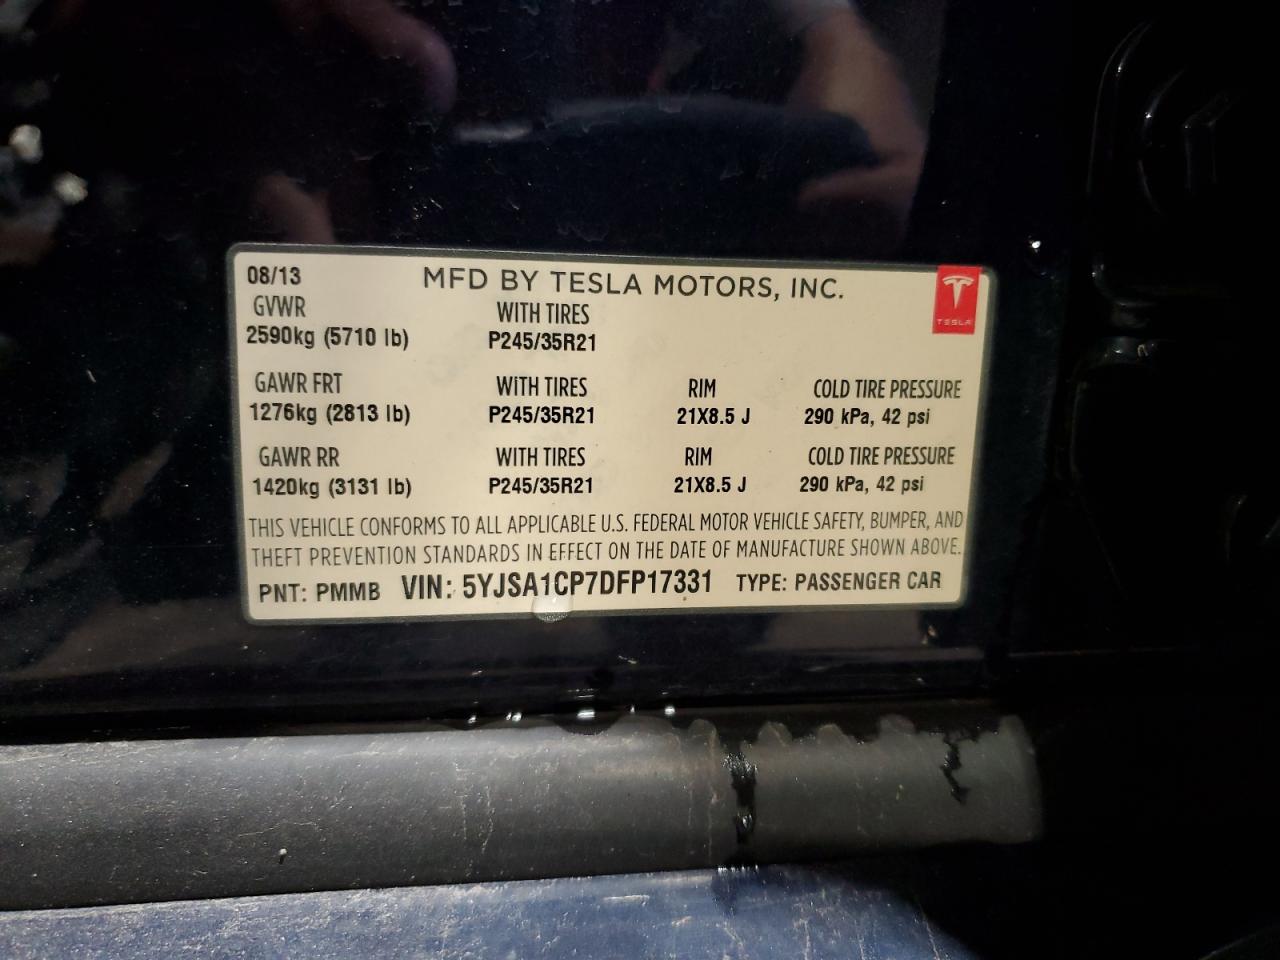 08/13 MFD BY TESLA MOTORS, INC.
TESLA
GVWR WITH TIRES
2590kg (5710 lb) P245/35R21
GAWR FRT WITH TIRES RIM COLD TIRE PRESSURE
1276kg (2813 lb) P245/35R21 21X8.5 J 290 kPa, 42 psi
GAWR RR WITH TIRES RIM COLD TIRE PRESSURE
1420kg (3131 lb) P245/35R21 21X8.5 J 290 kPa, 42 psi
THIS VEHICLE CONFORMS TO ALL APPLICABLE U.S. FEDERAL MOTOR VEHICLE SAFETY, BUMPER, AND
THEFT PREVENTION STANDARDS IN EFFECT ON THE DATE OF MANUFACTURE SHOWN ABOVE.
PNT: PMMB VIN: 5YJSA1CP7DFP17331 TYPE: PASSENGER CAR